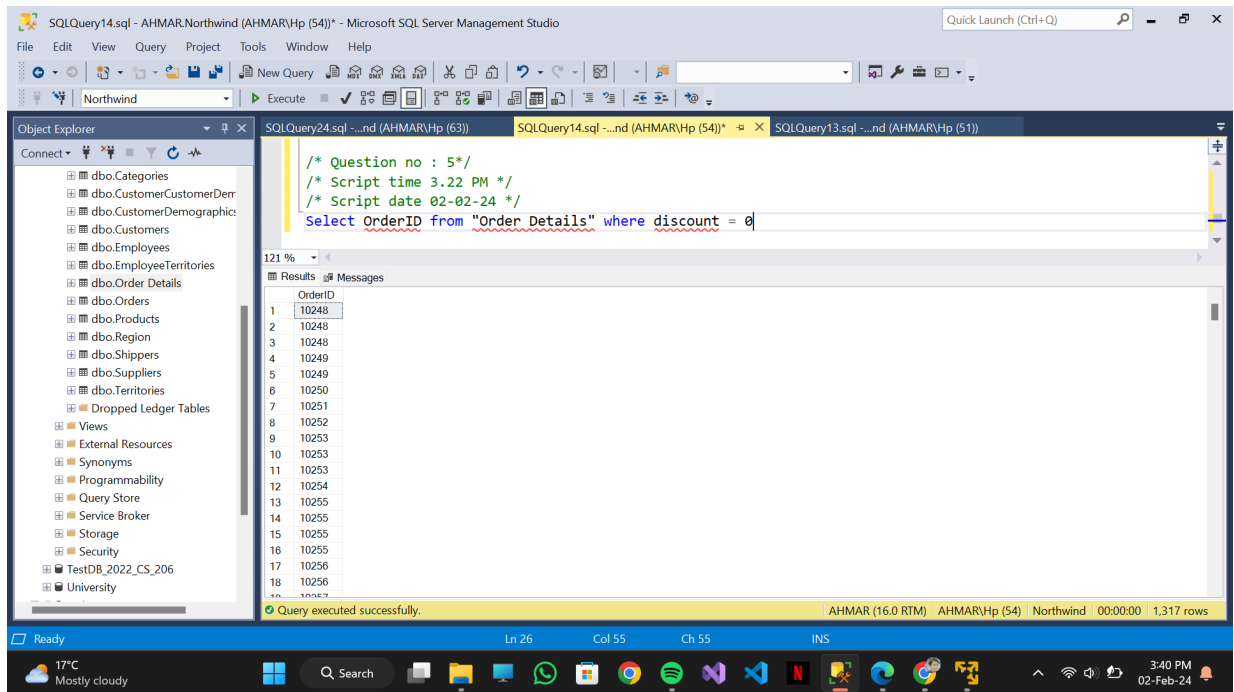 SQLQuery14.sql - AHMAR.Northwind (AHMAR\Hp (54))* - Microsoft SQL Server Management Studio
Quick Launch (Ctrl+Q)
File Edit View Query Project Tools Window Help
New Query
MDX DMX XMLA DAX
Northwind
Execute
Object Explorer
SQLQuery24.sql -...nd (AHMAR\Hp (63))
SQLQuery14.sql -...nd (AHMAR\Hp (54))*
SQLQuery13.sql -...nd (AHMAR\Hp (51))
Connect
dbo.Categories
dbo.CustomerCustomerDem
dbo.CustomerDemographics
dbo.Customers
dbo.Employees
dbo.EmployeeTerritories
dbo.Order Details
dbo.Orders
dbo.Products
dbo.Region
dbo.Shippers
dbo.Suppliers
dbo.Territories
Dropped Ledger Tables
Views
External Resources
Synonyms
Programmability
Query Store
Service Broker
Storage
Security
TestDB_2022_CS_206
University
/* Question no : 5*/
/* Script time 3.22 PM */
/* Script date 02-02-24 */
Select OrderID from "Order Details" where discount = 0
121 %
Results Messages
OrderID
1 10248
2 10248
3 10248
4 10249
5 10249
6 10250
7 10251
8 10252
9 10253
10 10253
11 10253
12 10254
13 10255
14 10255
15 10255
16 10255
17 10256
18 10256
19 10257
Query executed successfully.
AHMAR (16.0 RTM) AHMAR\Hp (54) Northwind 00:00:00 1,317 rows
Ready Ln 26 Col 55 Ch 55 INS
17°C
Mostly cloudy
Search
N
3:40 PM
02-Feb-24